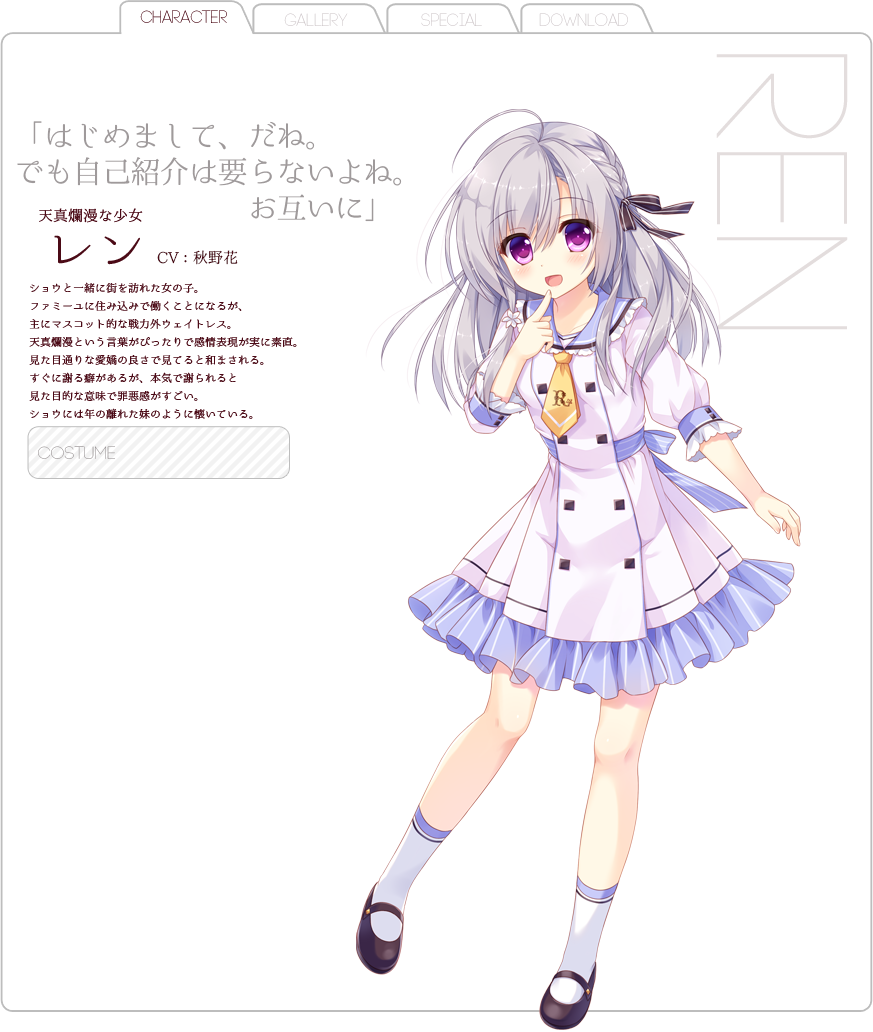 CHARACTER
GALLERY
SPECIAL
DOWNLOAD
REN
「はじめまして、だね。
でも自己紹介は要らないよね。
お互いに」
天真爛漫な少女
レン CV：秋野花
ショウと一緒に街を訪れた女の子。
ファミーユに住み込みで働くことになるが、
主にマスコット的な戦力外ウェイトレス。
天真爛漫という言葉がぴったりで感情表現が実に素直。
見た目通りな愛嬌の良さで見てると和まされる。
すぐに謝る癖があるが、本気で謝られると
見た目的な意味で罪悪感がすごい。
ショウには年の離れた妹のように懐いている。
COSTUME